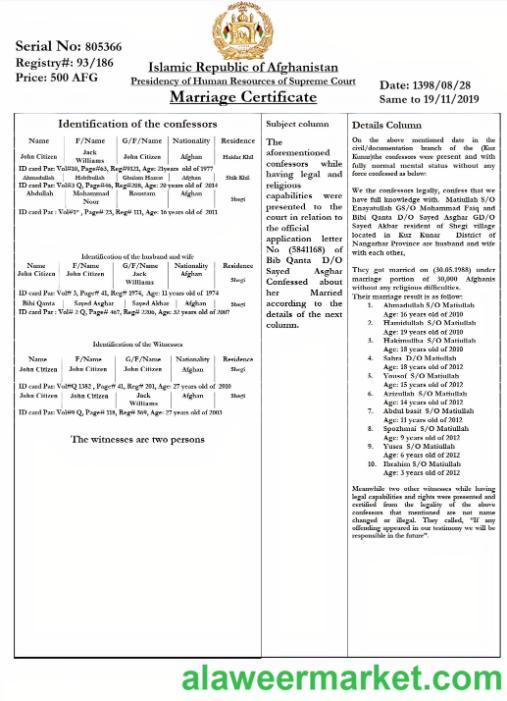 Serial No: 805366
Registry#: 93/186
Price: 500 AFG
Islamic Republic of Afghanistan
Presidency of Human Resources of Supreme Court
Marriage Certificate
Date: 1398/08/28
Same to 19/11/2019
Identification of the confessors
Name F/Name G/F/Name Nationality Residence
John Citizen Jack Williams John Citizen Afghan Haidar Khil
ID card Par: Vol#10, Page#63, Reg#9121, Age: 21years old of 1977
Ahmadullah Habibullah Ghulam Hazrat Afghan Shik Khil
ID card Par: Vol#3 Q, Page#46, Reg#208, Age: 20 years old of 2014
Abdullah Mohammad Noor Roustam Afghan Shegi
ID card Par : Vol#1" , Page# 23, Reg# 111, Age: 16 years old of 2011
Identification of the husband and wife
Name F/Name G/F/Name Nationality Residence
John Citizen John Citizen Jack Williams Afghan Shegi
ID card Par: Vol# 3, Page# 41, Reg# 1974, Age: 11 years old of 1974
Bibi Qanta Sayed Asghar Sayed Akbar Afghan Shegi
ID card Par : Vol# 2 Q, Page# 467, Reg# 2206, Age: 32 years old of 2007
Identification of the Witnesses
Name F/Name G/F/Name Nationality Residence
John Citizen John Citizen John Citizen Afghan Shegi
ID card Par: Vol#Q 1382 , Page# 41, Reg# 201, Age: 27 years old of 2010
John Citizen John Citizen Jack Williams Afghan Shegi
ID card Par: Vol#9 Q, Page# 118, Reg# 569, Age: 27 years old of 2003
The witnesses are two persons
Subject column
The
aforementioned
confessors while
having legal and
religious
capabilities were
presented to the
court in relation to
the official
application letter
No (5841168) of
Bib Qanta D/O
Sayed Asghar
Confessed about
her Married
according to the
details of the next
column.
Details Column
On the above mentioned date in the
civil/documentation branch of the (Kuz
Kunar)the confessors were present and with
fully normal mental status without any
force confessed as below:
We the confessors legally, confess that we
have full knowledge with. Matiullah S/O
Enayatullah GS/O Mohammad Faiq and
Bibi Qanta D/O Sayed Asghar GD/O
Sayed Akbar resident of Shegi village
located in Kuz Kunar District of
Nangarhar Province are husband and wife
with each other,
They got married on (30.05.1988) under
marriage portion of 30,000 Afghanis
without any religious difficulties.
Their marriage result is as follow:
1. Ahmadullah S/O Matiullah
Age: 16 years old of 2010
2. Hamidullah S/O Matiullah
Age: 19 years old of 2010
3. Hakimullha S/O Matiullah
Age: 18 years old of 2010
4. Sahra D/O Matiullah
Age: 18 years old of 2012
5. Yousof S/O Matiullah
Age: 15 years old of 2012
6. Azizullah S/O Matiullah
Age: 14 years old of 2012
7. Abdul basit S/O Matiullah
Age: 11 years old of 2012
8. Spozhmai S/O Matiullah
Age: 9 years old of 2012
9. Yusra S/O Matiullah
Age: 6 years old of 2012
10. Ibrahim S/O Matiullah
Age: 3 years old of 2012
Meanwhile two other witnesses while having
legal capabilities and rights were presented and
certified from the legality of the above
confessors that mentioned are not name
changed or illegal. They called, "If any
offending appeared in our testimony we will be
responsible in the future".
alaweermarket.com